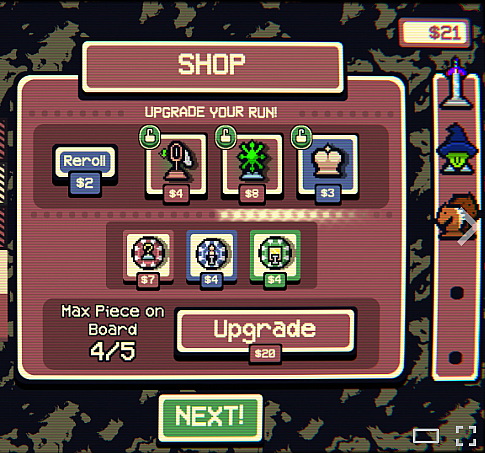 $21
SHOP
UPGRADE YOUR RUN!
Reroll
$2
$4
$8
$3
$7
$4
$4
Max Piece on
Board
4/5
Upgrade
$20
NEXT!